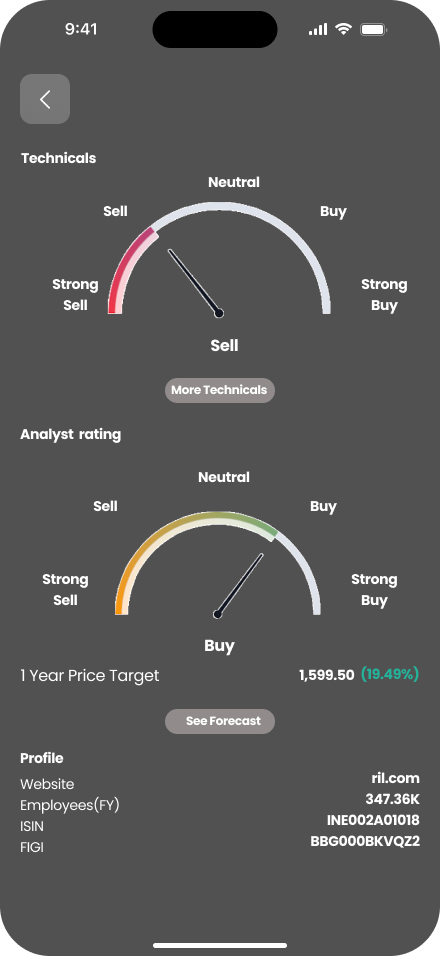 9:41
Technicals
Neutral
Sell
Buy
Strong
Sell
Strong
Buy
Sell
More Technicals
Analyst rating
Neutral
Sell
Buy
Strong
Sell
Strong
Buy
Buy
1 Year Price Target 1,599.50 (19.49%)
See Forecast
Profile
Website ril.com
Employees(FY) 347.36K
ISIN INE002A01018
FIGI BBG000BKVQZ2